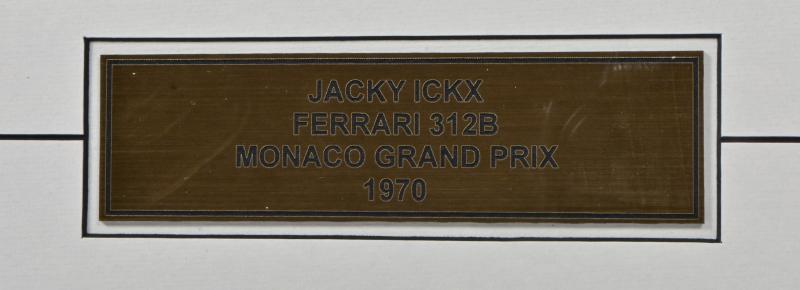 JACKY ICKX
FERRARI 312B
MONACO GRAND PRIX
1970